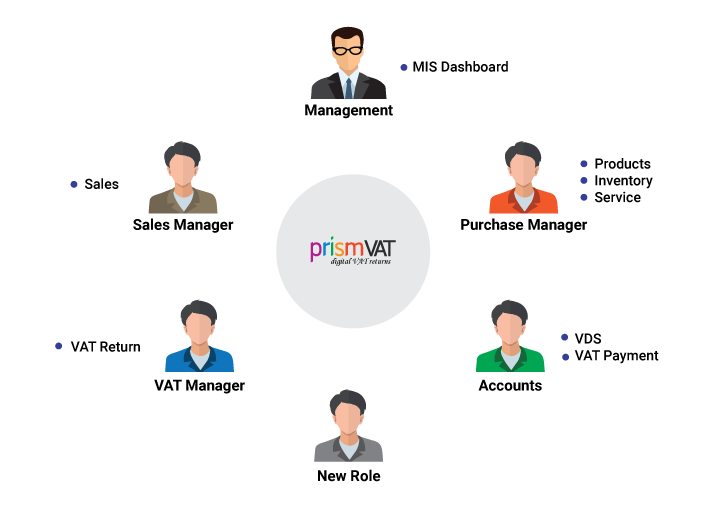 MIS Dashboard
Management
Sales
Sales Manager
Products
Inventory
Service
Purchase Manager
prismVAT
digital VAT returns
VAT Return
VAT Manager
VDS
VAT Payment
Accounts
New Role